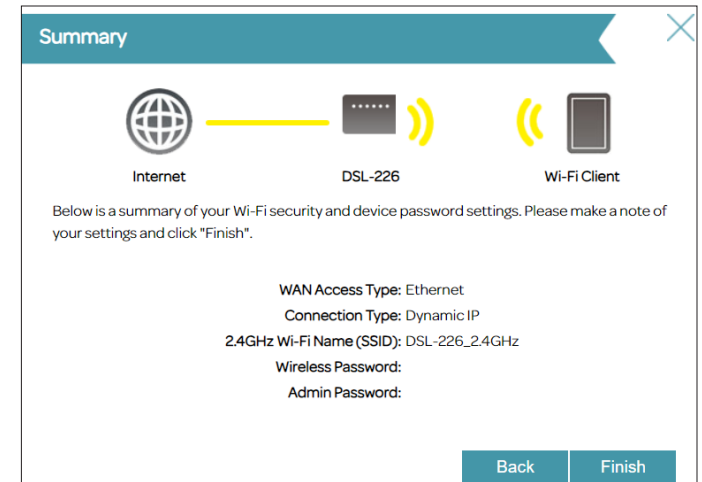 Summary
Internet
DSL-226
Wi-Fi Client
Below is a summary of your Wi-Fi security and device password settings. Please make a note of
your settings and click "Finish".
WAN Access Type: Ethernet
Connection Type: Dynamic IP
2.4GHz Wi-Fi Name (SSID): DSL-226_2.4GHz
Wireless Password:
Admin Password:
Back
Finish